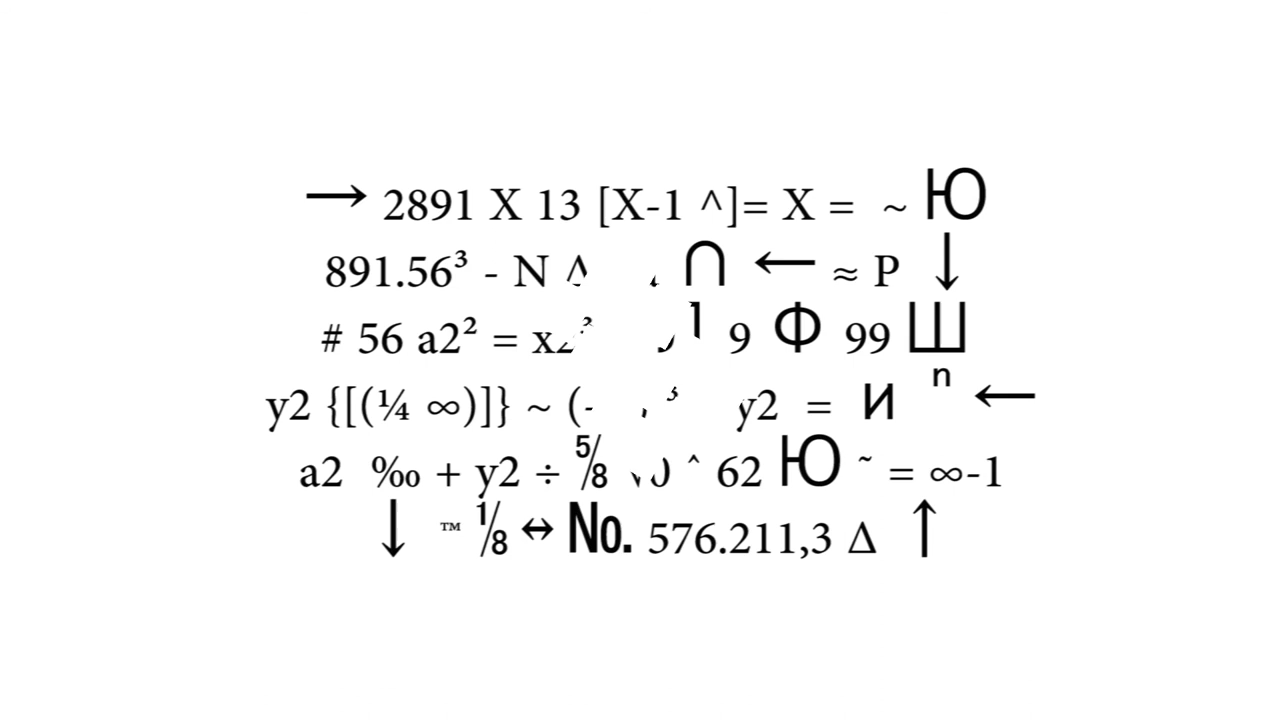 → 2891 X 13 [X-1 ^]= X = ~ Ю
891.56³ - N ∩ ← ≈ P ↓
# 56 a2² = 9 Ф 99 Ш
y2 {[(¼ ∞)]} ~ (- ³ y2 = И ⁿ ←
a2 ‰ + y2 ÷ ⅝ ^ 62 Ю ~ = ∞-1
↓ ™ ⅛ ↔ № 576.211,3 Δ ↑